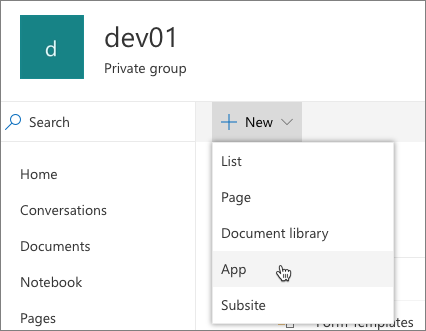 d
dev01
Private group
Search
New
List
Page
Document library
App
Subsite
Home
Conversations
Documents
Notebook
Pages
Form Templates